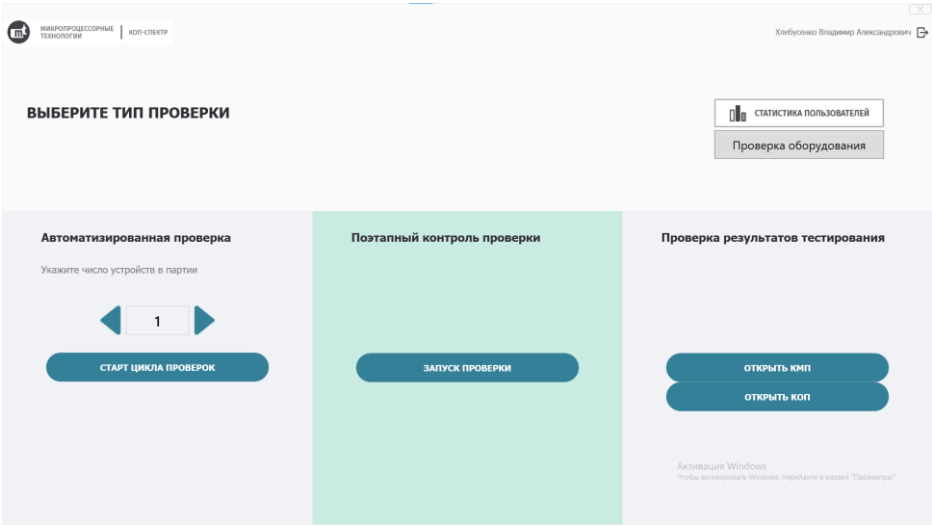 МИКРОПРОЦЕССОРНЫЕ
ТЕХНОЛОГИИ
КОП-СПЕКТР
Хлебусенко Владимир Александрович
ВЫБЕРИТЕ ТИП ПРОВЕРКИ
СТАТИСТИКА ПОЛЬЗОВАТЕЛЕЙ
Проверка оборудования
Автоматизированная проверка
Укажите число устройств в партии
1
СТАРТ ЦИКЛА ПРОВЕРОК
Поэтапный контроль проверки
ЗАПУСК ПРОВЕРКИ
Проверка результатов тестирования
ОТКРЫТЬ КМП
ОТКРЫТЬ КОП
Активация Windows
Чтобы активировать Windows, перейдите в раздел "Параметры".